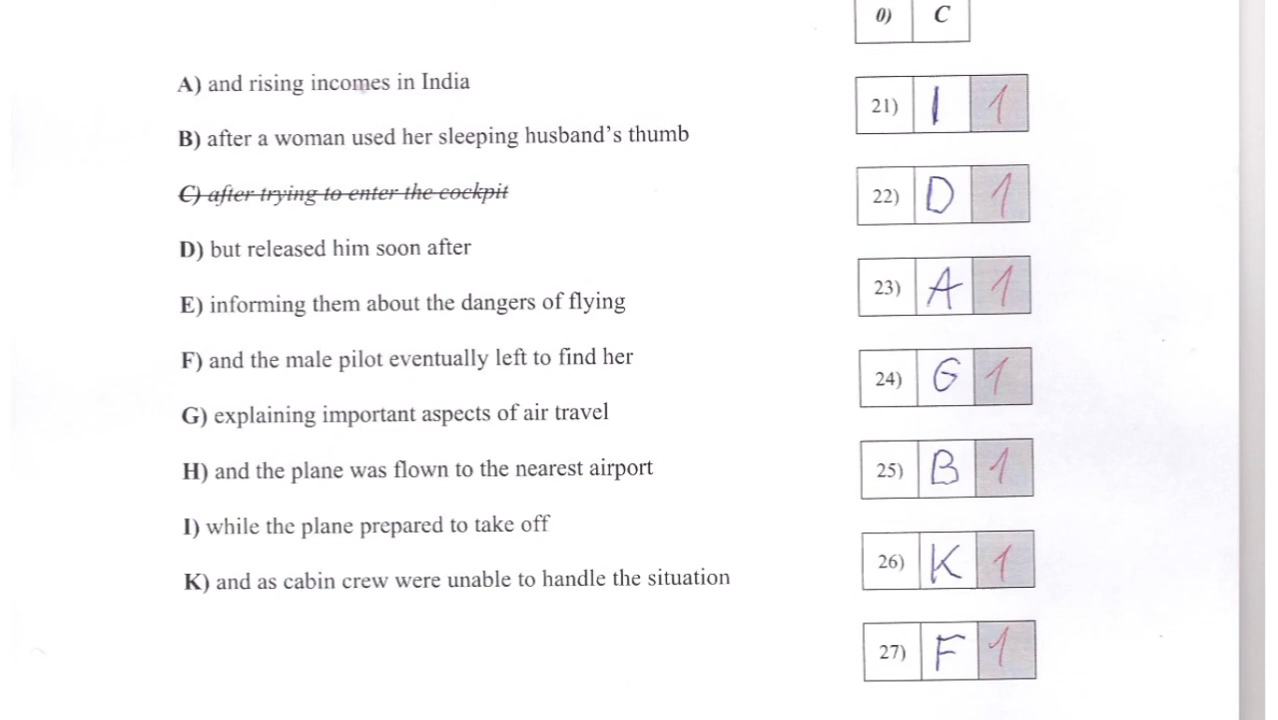 0) C
A) and rising incomes in India
21) I 1
B) after a woman used her sleeping husband's thumb
C) after trying to enter the cockpit
22) D 1
D) but released him soon after
23) A 1
E) informing them about the dangers of flying
F) and the male pilot eventually left to find her
24) G 1
G) explaining important aspects of air travel
H) and the plane was flown to the nearest airport
25) B 1
I) while the plane prepared to take off
26) K 1
K) and as cabin crew were unable to handle the situation
27) F 1